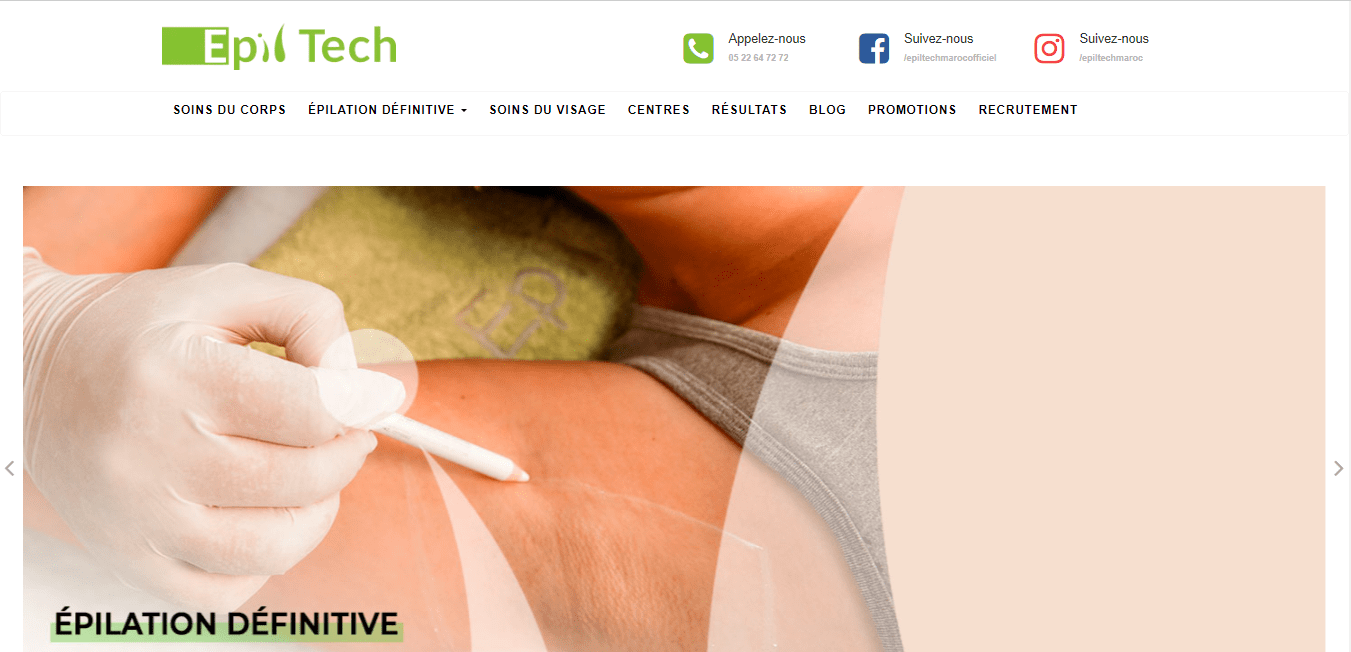 Epil Tech
Appelez-nous
05 22 64 72 72
Suivez-nous
/epiltechmarocofficiel
Suivez-nous
/epiltechmaroc
SOINS DU CORPS ÉPILATION DÉFINITIVE SOINS DU VISAGE CENTRES RÉSULTATS BLOG PROMOTIONS RECRUTEMENT
EP
ÉPILATION DÉFINITIVE